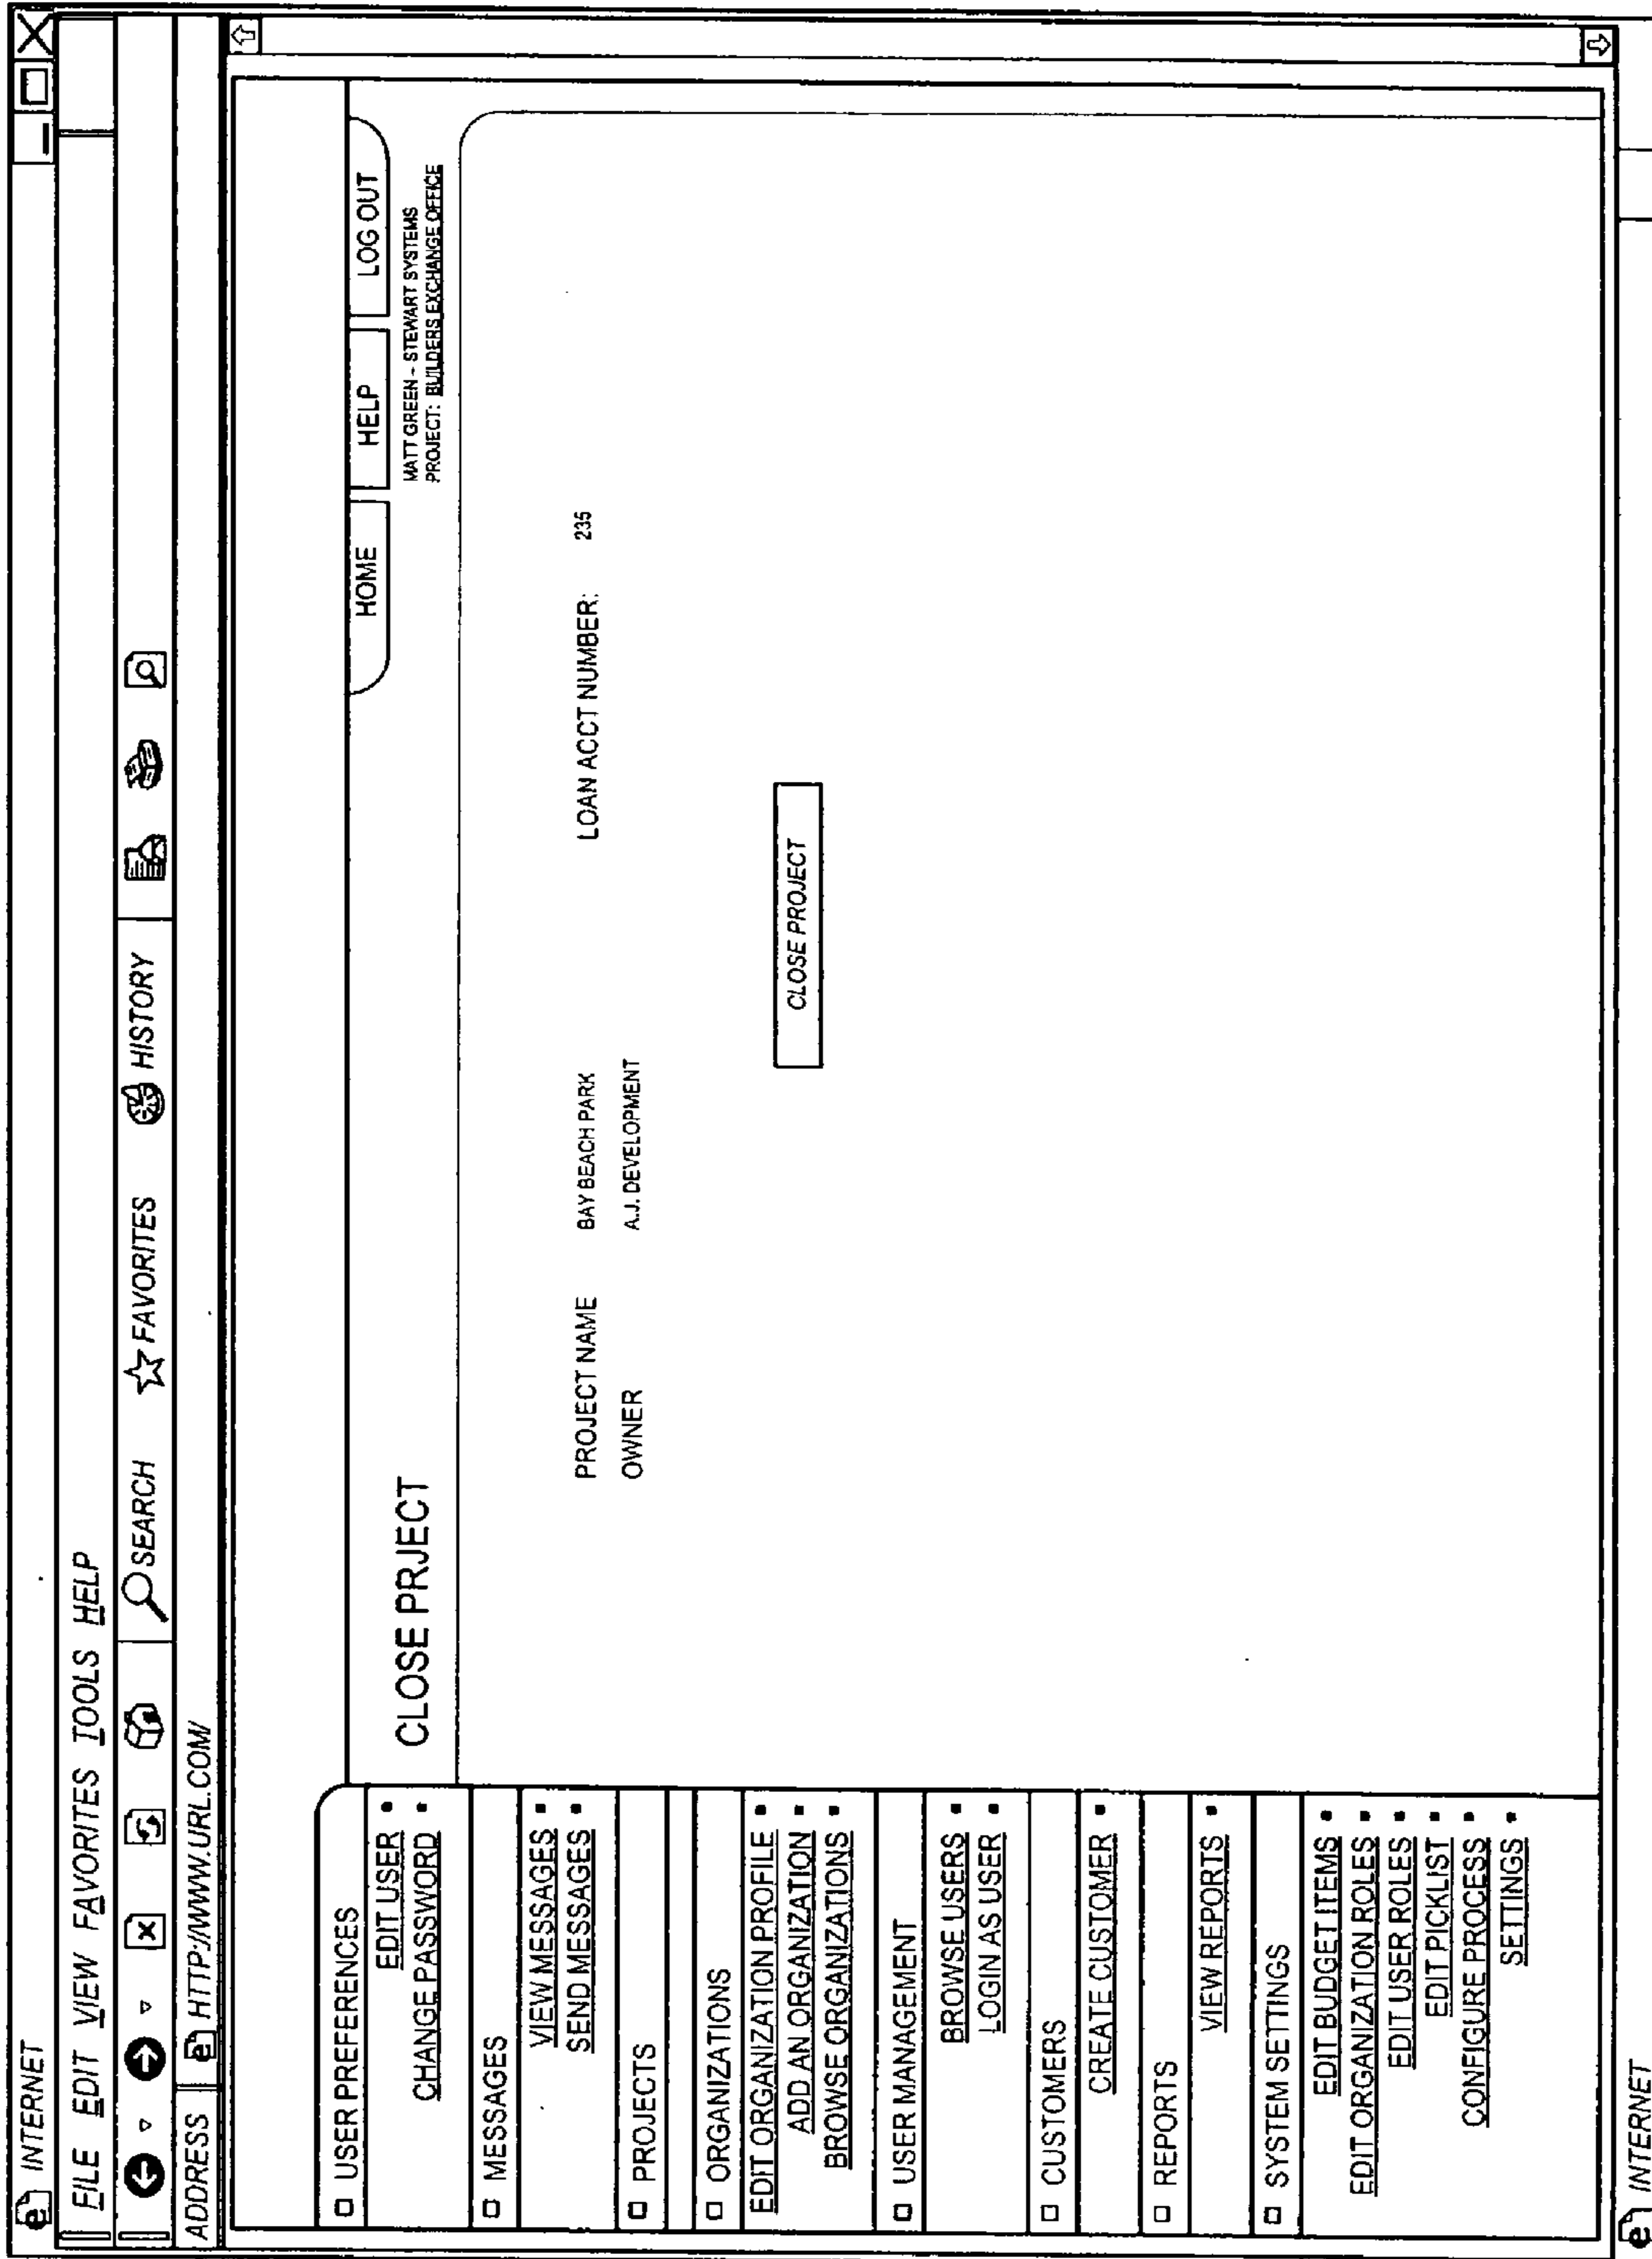 INTERNET
FILE EDIT VIEW FAVORITES TOOLS HELP
SEARCH FAVORITES HISTORY
ADDRESS HTTP://WWW.URL.COM/
HOME HELP LOG OUT
MATT GREEN - STEWART SYSTEMS
PROJECT: BUILDERS EXCHANGE OFFICE
USER PREFERENCES
EDIT USER
CHANGE PASSWORD
MESSAGES
VIEW MESSAGES
SEND MESSAGES
PROJECTS
ORGANIZATIONS
EDIT ORGANIZATION PROFILE
ADD AN ORGANIZATION
BROWSE ORGANIZATIONS
USER MANAGEMENT
BROWSE USERS
LOGIN AS USER
CUSTOMERS
CREATE CUSTOMER
REPORTS
VIEW REPORTS
SYSTEM SETTINGS
EDIT BUDGET ITEMS
EDIT ORGANIZATION ROLES
EDIT USER ROLES
EDIT PICKLIST
CONFIGURE PROCESS
SETTINGS
CLOSE PRJECT
PROJECT NAME BAY BEACH PARK LOAN ACCT NUMBER: 235
OWNER A.J. DEVELOPMENT
CLOSE PROJECT
INTERNET